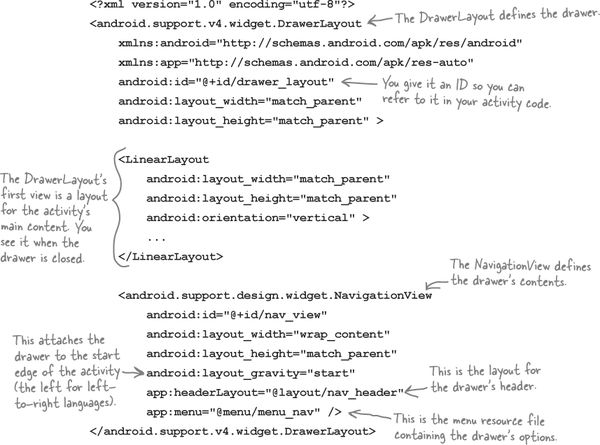 <?xml version="1.0" encoding="utf-8"?>
<android.support.v4.widget.DrawerLayout
The DrawerLayout defines the drawer.
xmlns:android="http://schemas.android.com/apk/res/android"
xmlns:app="http://schemas.android.com/apk/res-auto"
android:id="@+id/drawer_layout"
You give it an ID so you can
refer to it in your activity code.
android:layout_width="match_parent"
android:layout_height="match_parent" >
The DrawerLayout's
first view is a layout
for the activity's
main content. You
see it when the
drawer is closed.
<LinearLayout
android:layout_width="match_parent"
android:layout_height="match_parent"
android:orientation="vertical" >
...
</LinearLayout>
The NavigationView defines
the drawer's contents.
<android.support.design.widget.NavigationView
android:id="@+id/nav_view"
android:layout_width="wrap_content"
android:layout_height="match_parent"
This attaches the
drawer to the start
edge of the activity
(the left for left-
to-right languages).
android:layout_gravity="start"
app:headerLayout="@layout/nav_header"
This is the layout for
the drawer's header.
app:menu="@menu/menu_nav" />
This is the menu resource file
containing the drawer's options.
</android.support.v4.widget.DrawerLayout>